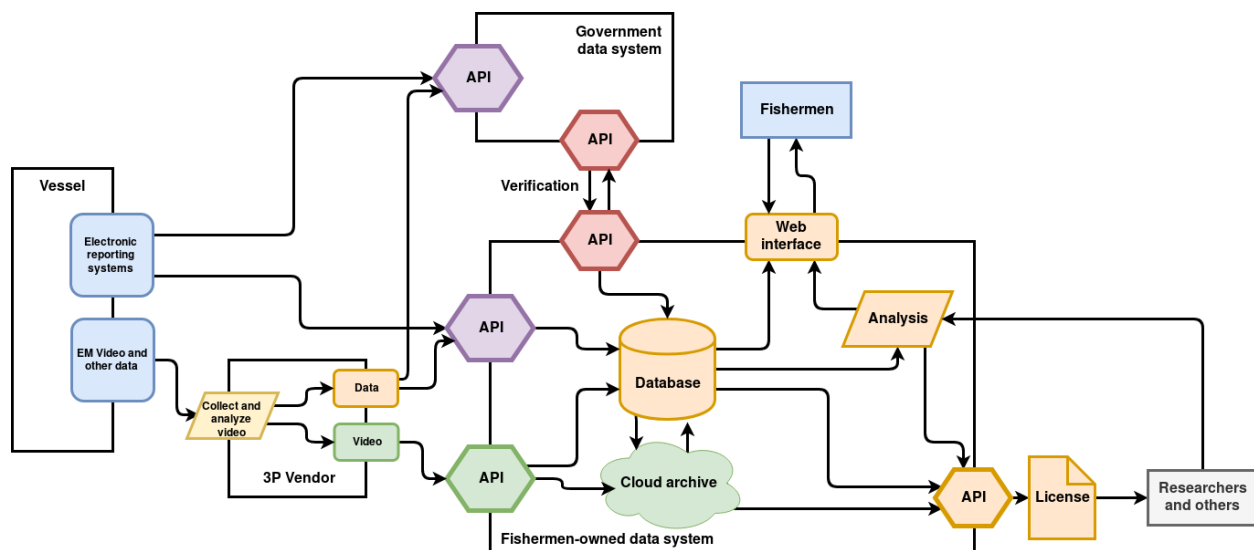 Government
data system
API
API
Fishermen
Verification
Vessel
API
Web
interface
Electronic
reporting
systems
API
Analysis
EM Video and
other data
Database
Data
Collect and
analyze
video
Video
3P Vendor
API
Cloud archive
API
License
Researchers
and others
Fishermen-owned data system